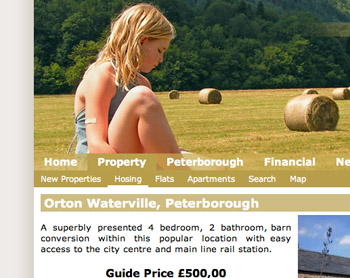 Home Property Peterborough Financial Ne
New Properties Hosing Flats Apartments Search Map
Orton Waterville, Peterborough
A superbly presented 4 bedroom, 2 bathroom, barn
conversion within this popular location with easy
access to the city centre and main line rail station.
Guide Price £500,00